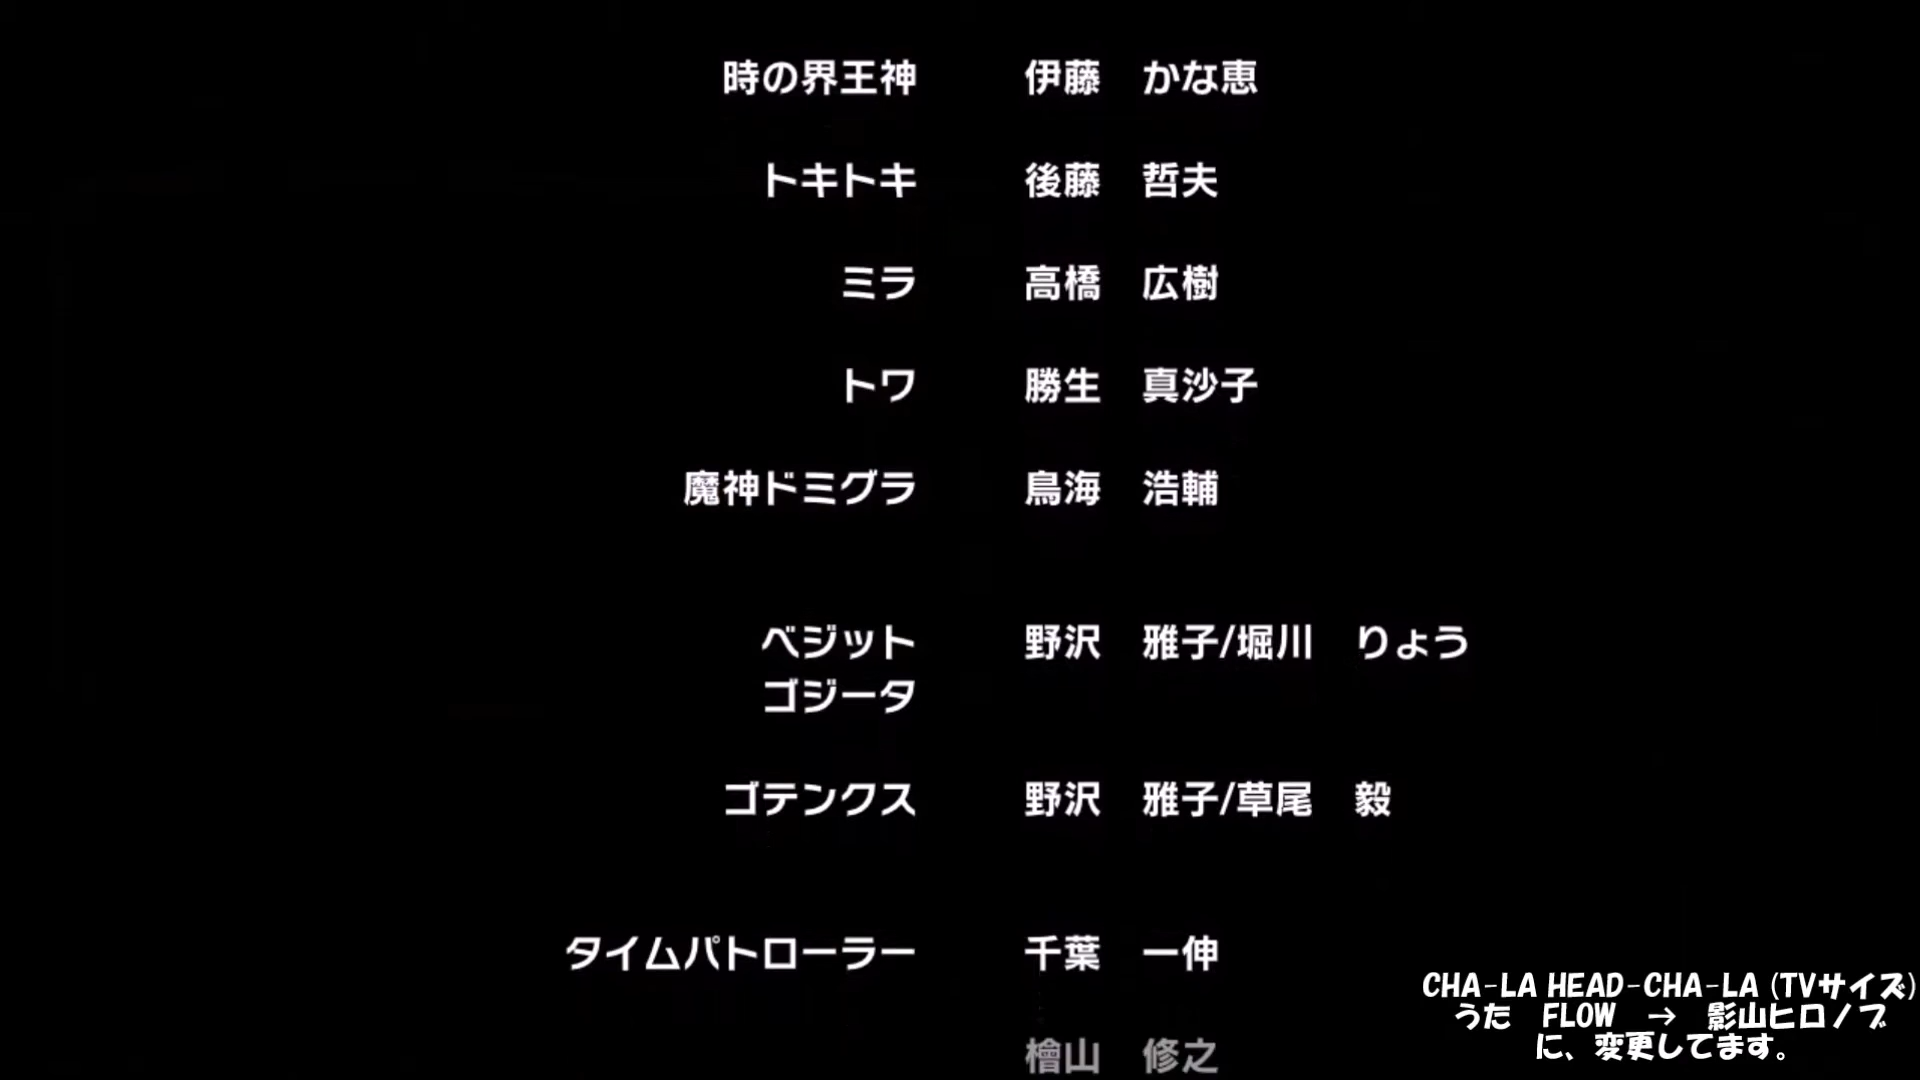 時の界王神 伊藤 かな恵
トキトキ 後藤 哲夫
ミラ 高橋 広樹
トワ 勝生 真沙子
魔神ドミグラ 鳥海 浩輔
ベジット 野沢 雅子/堀川 りょう
ゴジータ
ゴテンクス 野沢 雅子/草尾 毅
タイムパトローラー 千葉 一伸
檜山 修之
CHA-LA HEAD-CHA-LA (TVサイズ)
うた FLOW → 影山ヒロノブ
に、変更してます。